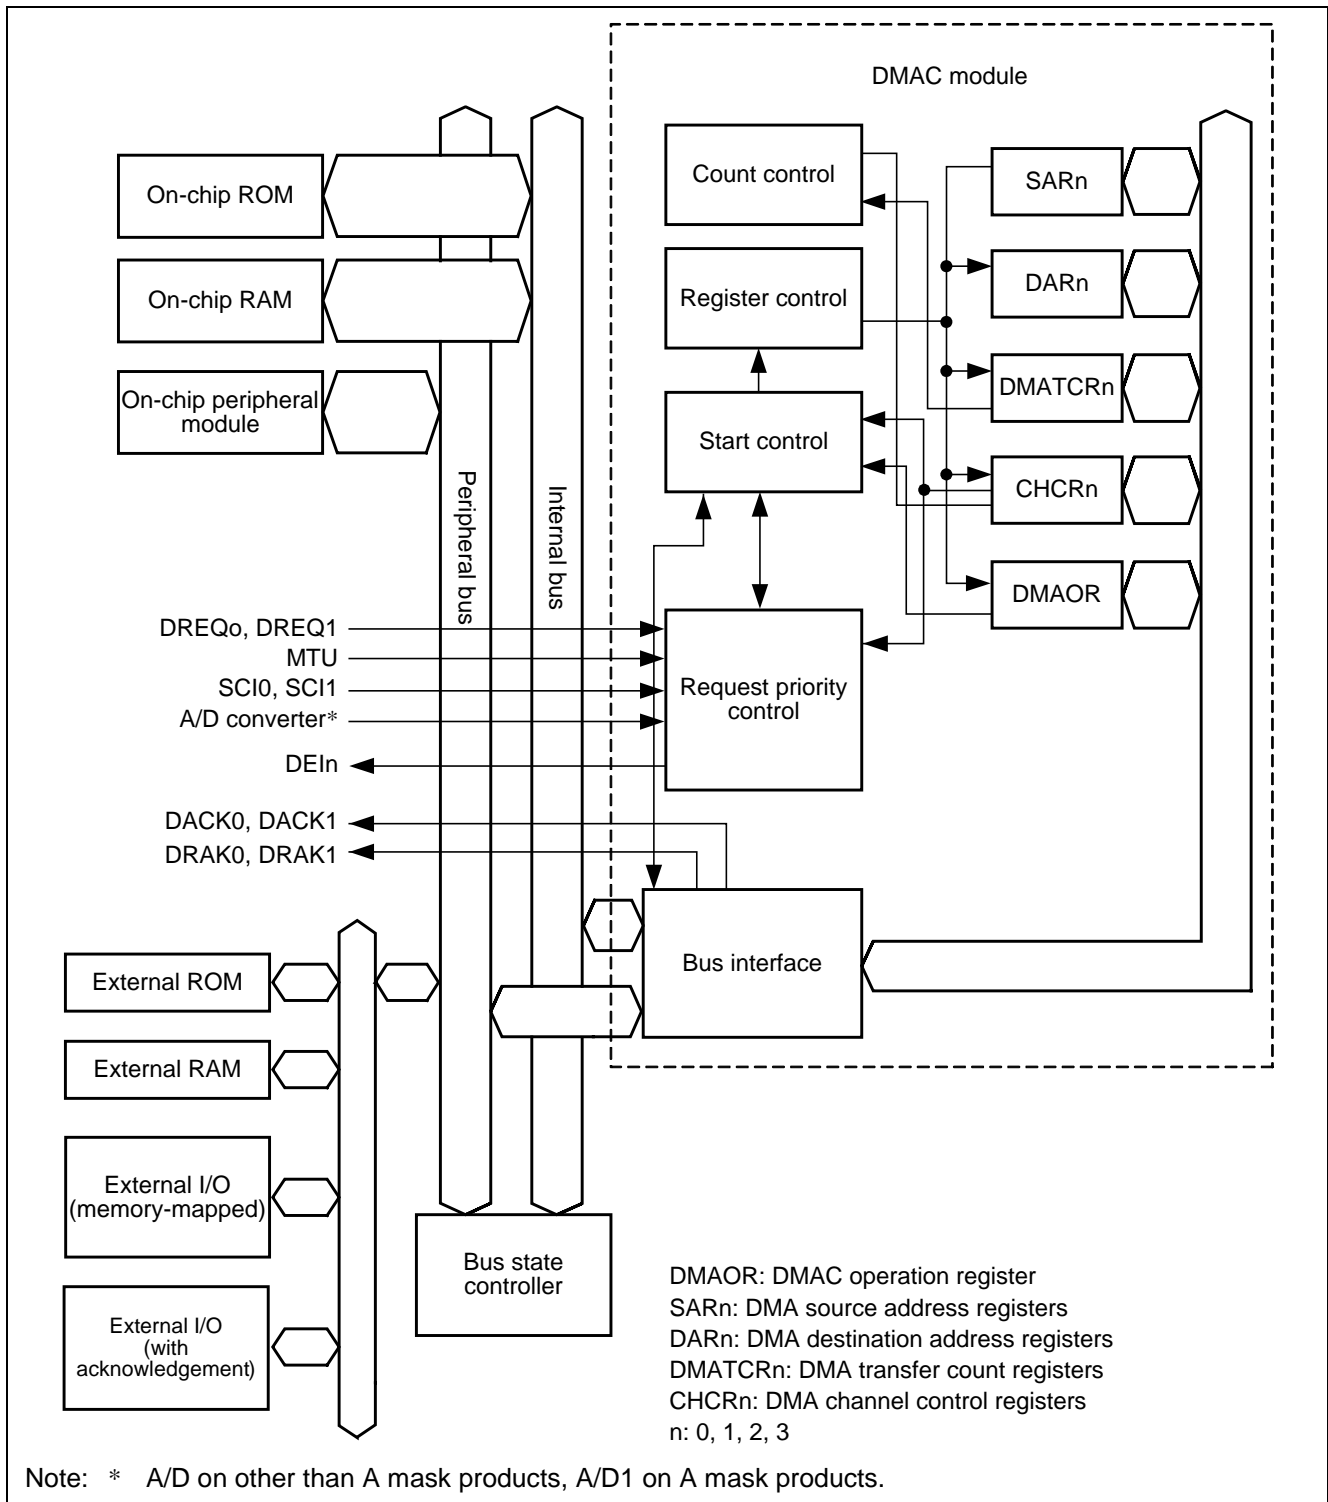 DMAC module
Count control
SARn
On-chip ROM
Register control
DARn
On-chip RAM
DMATCRn
On-chip peripheral
module
Start control
CHCRn
Peripheral bus
Internal bus
DMAOR
DREQo, DREQ1
MTU
SCI0, SCI1
A/D converter*
Request priority
control
DEIn
DACK0, DACK1
DRAK0, DRAK1
Bus interface
External ROM
External RAM
External I/O
(memory-mapped)
Bus state
controller
External I/O
(with
acknowledgement)
DMAOR: DMAC operation register
SARn: DMA source address registers
DARn: DMA destination address registers
DMATCRn: DMA transfer count registers
CHCRn: DMA channel control registers
n: 0, 1, 2, 3
Note: * A/D on other than A mask products, A/D1 on A mask products.